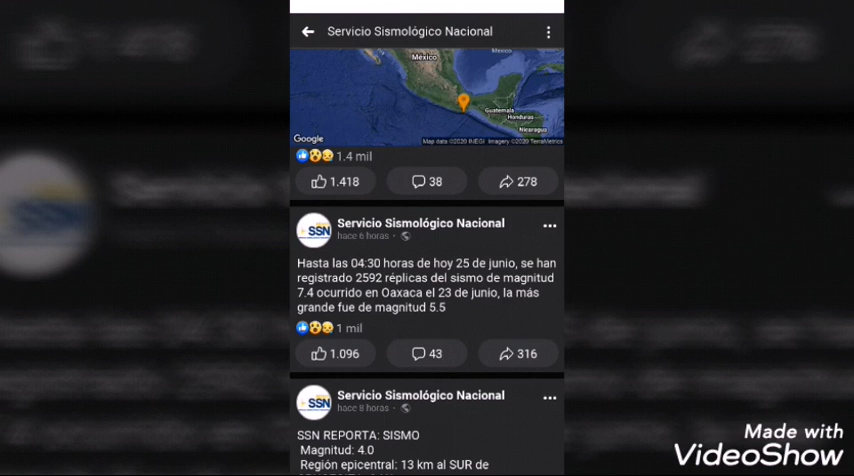 Servicio Sismológico Nacional
México
México
Guatemala
Honduras
Nicaragua
Google
Map data ©2020 INEGI Imagery ©2020 TerraMetrics
1.4 mil
1.418 38 278
SSN
Servicio Sismológico Nacional
hace 6 horas
Hasta las 04:30 horas de hoy 25 de junio, se han
registrado 2592 réplicas del sismo de magnitud
7.4 ocurrido en Oaxaca el 23 de junio, la más
grande fue de magnitud 5.5
1 mil
1.096 43 316
SSN
Servicio Sismológico Nacional
hace 8 horas
SSN REPORTA: SISMO
Magnitud: 4.0
Región epicentral: 13 km al SUR de
Made with
VideoShow